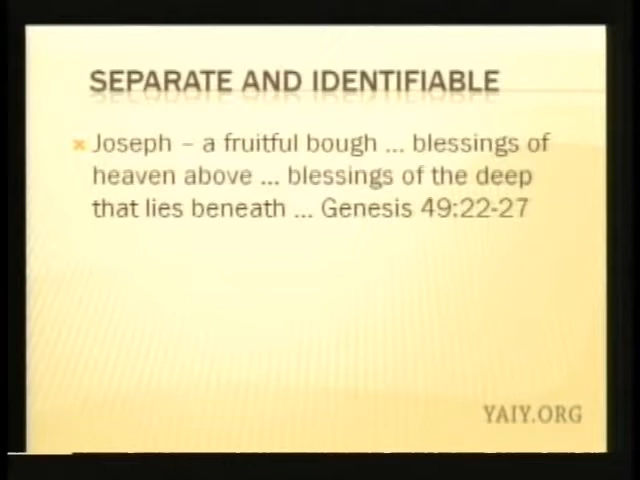 SEPARATE AND IDENTIFIABLE
Joseph – a fruitful bough ... blessings of
heaven above ... blessings of the deep
that lies beneath ... Genesis 49:22-27
YAIY.ORG